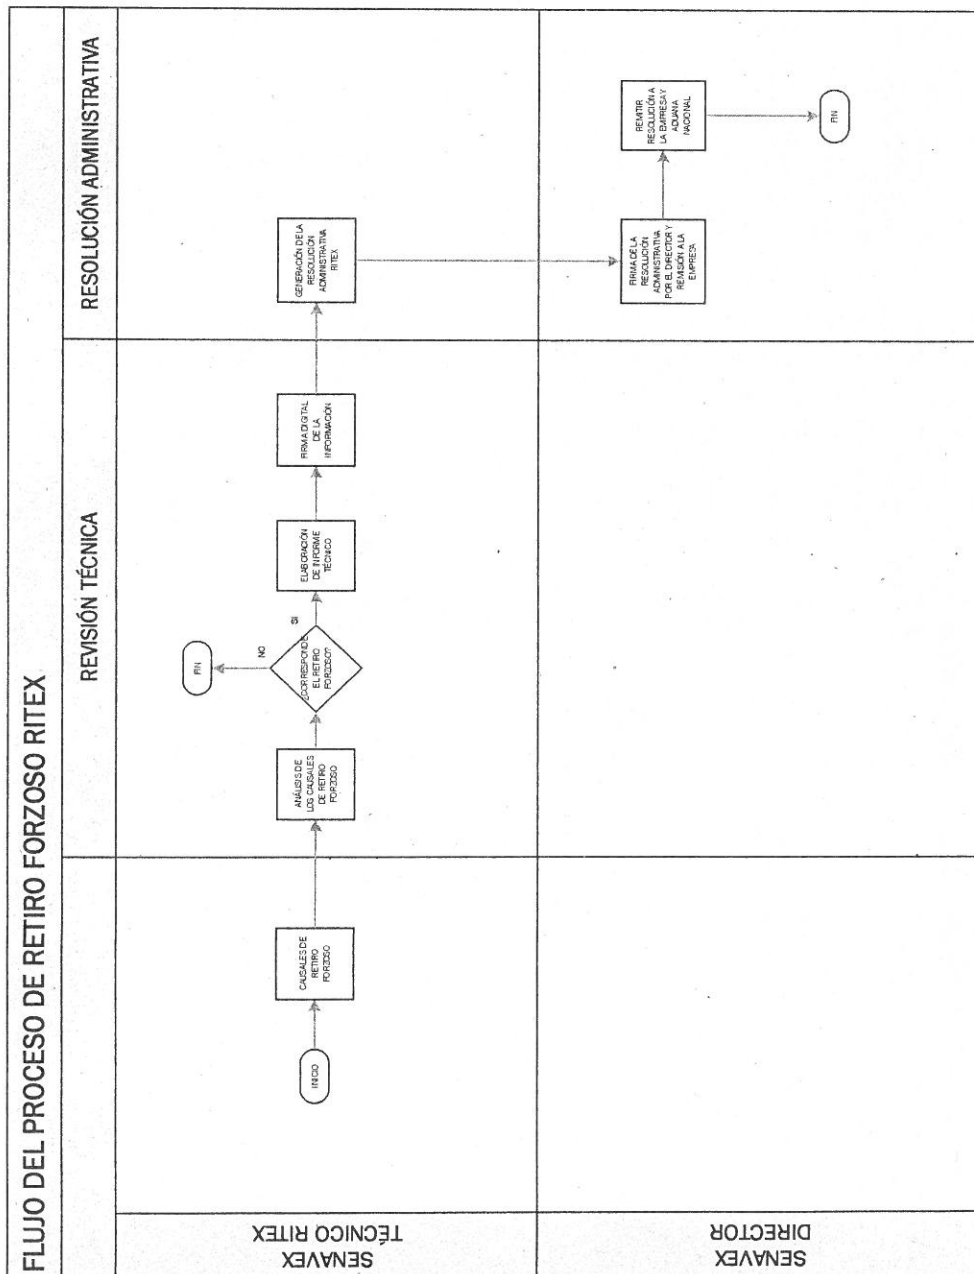 FLUJO DEL PROCESO DE RETIRO FORZOSO RITEX
REVISIÓN TÉCNICA
RESOLUCIÓN ADMINISTRATIVA
SENAVEX
TÉCNICO RITEX
INICIO
CAUSALES DE
RETIRO
FORZOSO
ANÁLISIS DE
LOS CAUSALES
DE RETIRO
FORZOSO
¿CORRESPONDE
EL RETIRO
FORZOSO?
NO
FIN
SI
ELABORACIÓN
DE INFORME
TÉCNICO
FIRMA DIGITAL
DE LA
INFORMACIÓN
GENERACIÓN DE LA
RESOLUCIÓN
ADMINISTRATIVA
RITEX
SENAVEX
DIRECTOR
FIRMA DE LA
RESOLUCIÓN
ADMINISTRATIVA
POR EL DIRECTOR Y
REMISIÓN A LA
EMPRESA
REMITIR
RESOLUCIÓN A
LA EMPRESA Y
ADUANA
NACIONAL
FIN